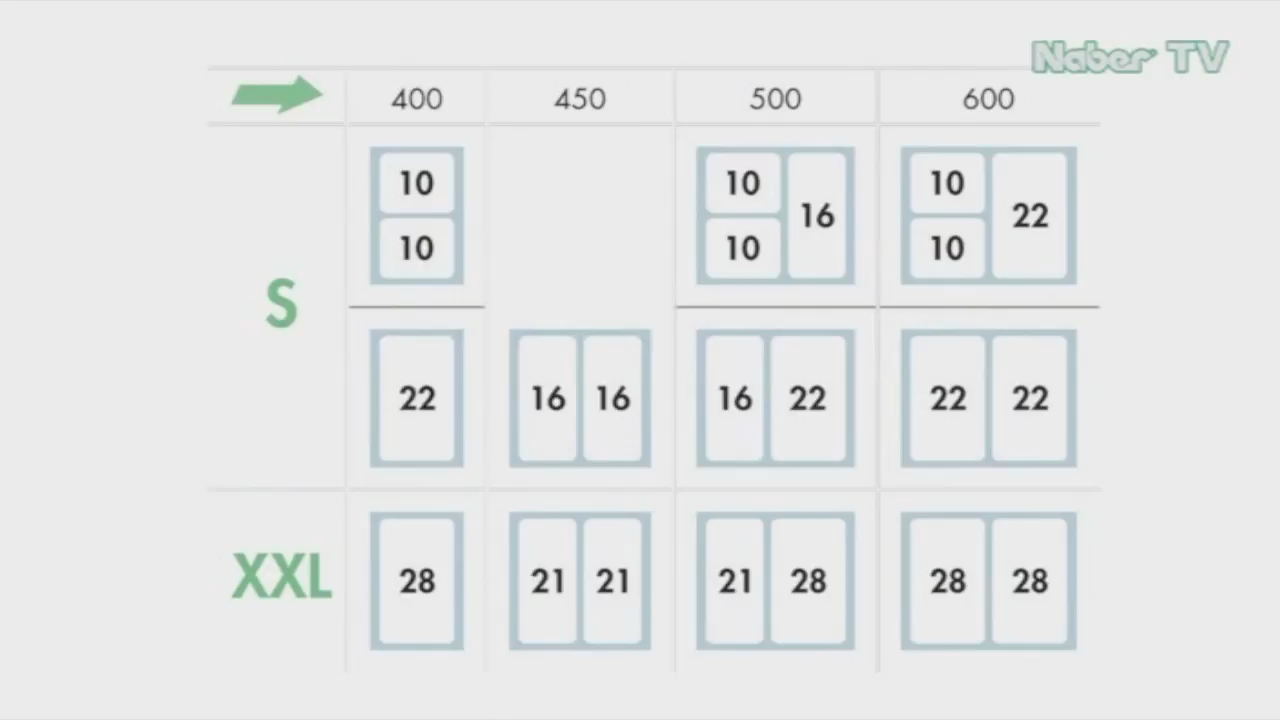 Naber TV
400 450 500 600
S
10 10 10
16 22
10 10 10
22 16 16 16 22 22 22
XXL
28 21 21 21 28 28 28